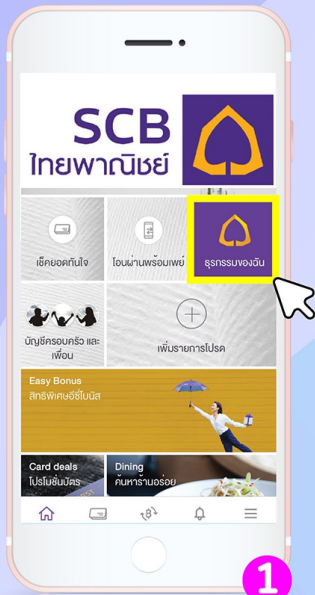 SCB
ไทยพาณิชย์
เช็คยอดทันใจ
โอนผ่านพร้อมเพย์
ธุรกรรมของฉัน
บัญชีครอบครัว และ
เพื่อน
เพิ่มรายการโปรด
Easy Bonus
สิทธิพิเศษอีซี่โบนัส
Card deals
โปรโมชั่นบัตร
Dining
ค้นหาร้านอร่อย
1